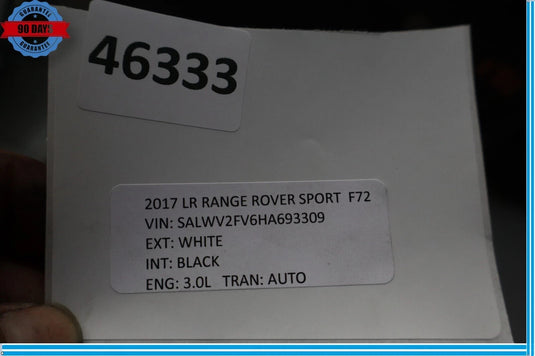 GUARANTEE
90 DAY!
GUARANTEE
46333
2017 LR RANGE ROVER SPORT F72
VIN: SALWV2FV6HA693309
EXT: WHITE
INT: BLACK
ENG: 3.0L TRAN: AUTO